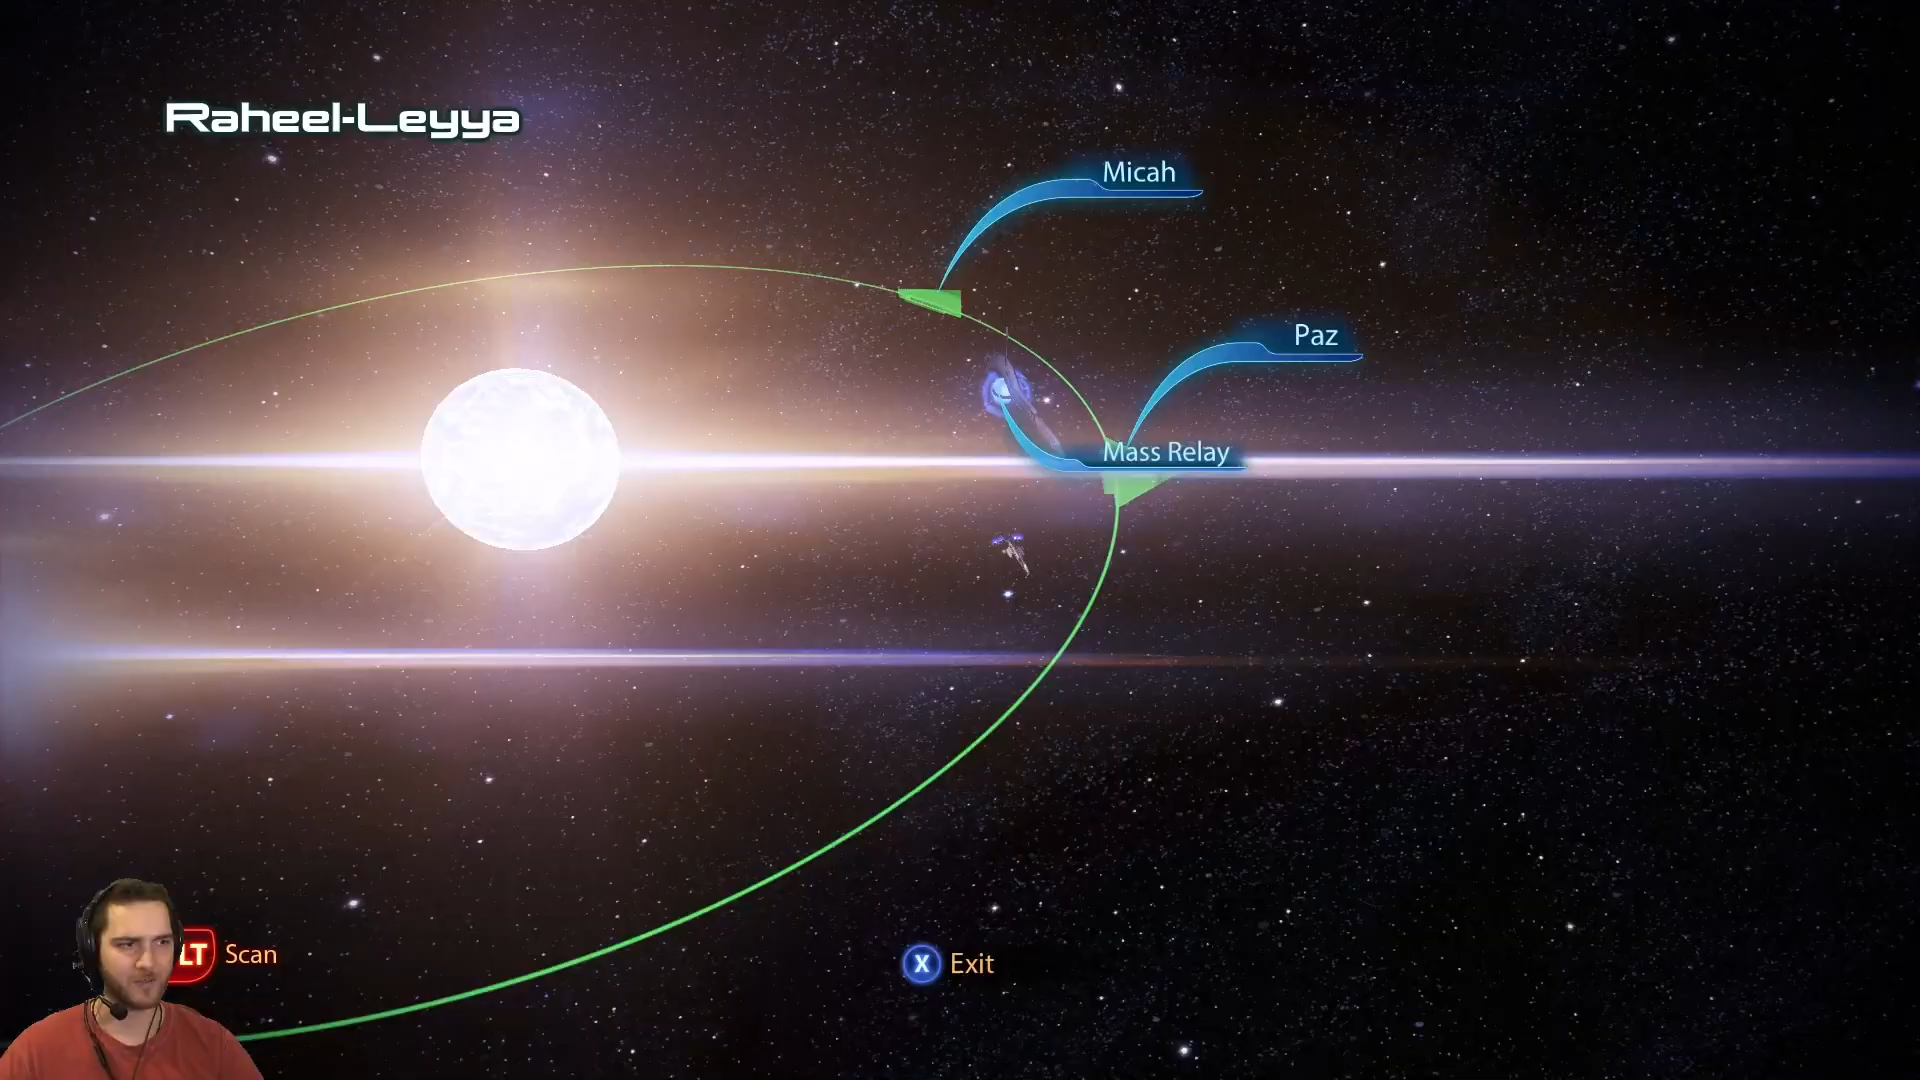 Raheel-Leyya
Micah
Paz
Mass Relay
LT Scan
X Exit